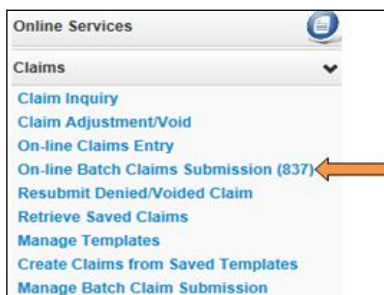 Online Services
Claims
Claim Inquiry
Claim Adjustment/Void
On-line Claims Entry
On-line Batch Claims Submission (837)
Resubmit Denied/Voided Claim
Retrieve Saved Claims
Manage Templates
Create Claims from Saved Templates
Manage Batch Claim Submission